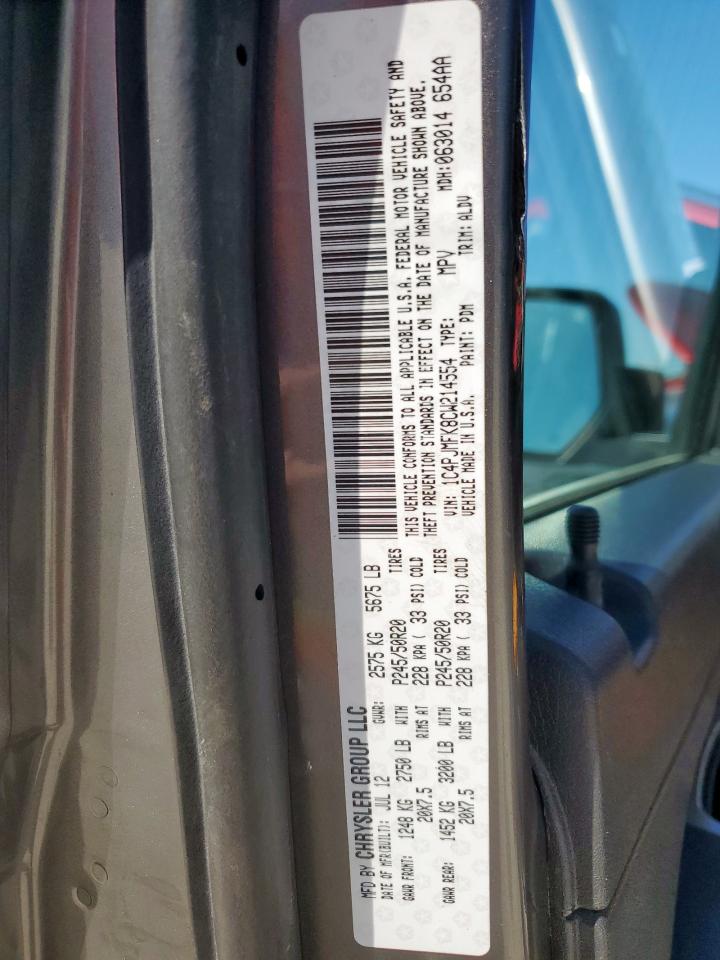 MFD BY CHRYSLER GROUP LLC
DATE OF MFR(BUILT): JUL 12 GVWR: 2575 KG 5675 LB
GAWR FRONT: 1248 KG 2750 LB WITH P245/50R20 TIRES
20X7.5 RIMS AT 228 KPA ( 33 PSI) COLD
GAWR REAR: 1452 KG 3200 LB WITH P245/50R20 TIRES
20X7.5 RIMS AT 228 KPA ( 33 PSI) COLD
THIS VEHICLE CONFORMS TO ALL APPLICABLE U.S.A. FEDERAL MOTOR VEHICLE SAFETY AND
THEFT PREVENTION STANDARDS IN EFFECT ON THE DATE OF MANUFACTURE SHOWN ABOVE.
VIN: 1C4PJMFK8CW214554 TYPE: MPV MDH:063014 654AA
VEHICLE MADE IN U.S.A. PAINT: PDM TRIM: ALDV